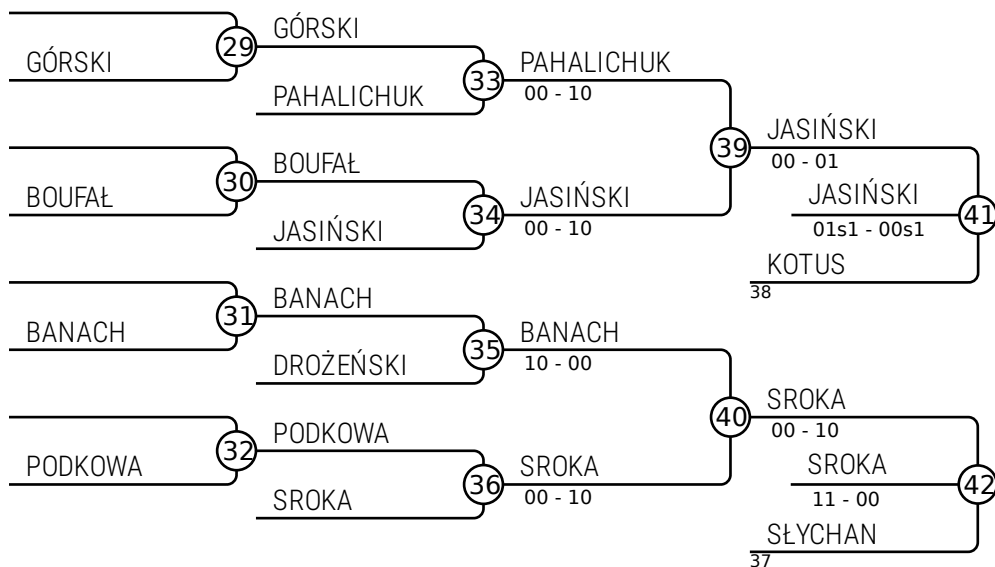 GÓRSKI
29
GÓRSKI
PAHALICHUK
33
PAHALICHUK
00 - 10
BOUFAŁ
30
BOUFAŁ
JASIŃSKI
34
JASIŃSKI
00 - 10
39
JASIŃSKI
00 - 01
JASIŃSKI
01s1 - 00s1
41
KOTUS
38
BANACH
31
BANACH
DROŻEŃSKI
35
BANACH
10 - 00
PODKOWA
32
PODKOWA
SROKA
36
SROKA
00 - 10
40
SROKA
00 - 10
SROKA
11 - 00
42
SŁYCHAN
37